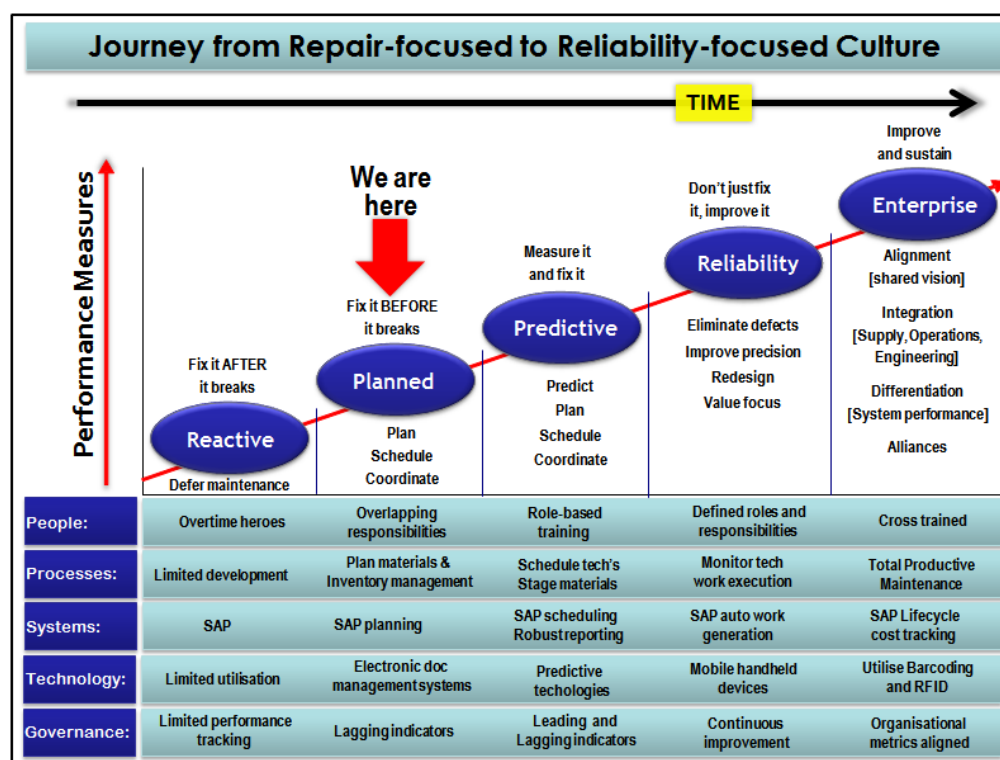 Journey from Repair-focused to Reliability-focused Culture
TIME
Performance Measures
We are
here
Fix it AFTER
it breaks
Reactive
Defer maintenance
Fix it BEFORE
it breaks
Planned
Plan
Schedule
Coordinate
Measure it
and fix it
Predictive
Predict
Plan
Schedule
Coordinate
Don't just fix
it, improve it
Reliability
Eliminate defects
Improve precision
Redesign
Value focus
Improve
and sustain
Enterprise
Alignment
[shared vision]
Integration
[Supply, Operations,
Engineering]
Differentiation
[System performance]
Alliances
People:
Overtime heroes
Overlapping
responsibilities
Role-based
training
Defined roles and
responsibilities
Cross trained
Processes:
Limited development
Plan materials &
Inventory management
Schedule tech's
Stage materials
Monitor tech
work execution
Total Productive
Maintenance
Systems:
SAP
SAP planning
SAP scheduling
Robust reporting
SAP auto work
generation
SAP Lifecycle
cost tracking
Technology:
Limited utilisation
Electronic doc
management systems
Predictive
techologies
Mobile handheld
devices
Utilise Barcoding
and RFID
Governance:
Limited performance
tracking
Lagging indicators
Leading and
Lagging indicators
Continuous
improvement
Organisational
metrics aligned